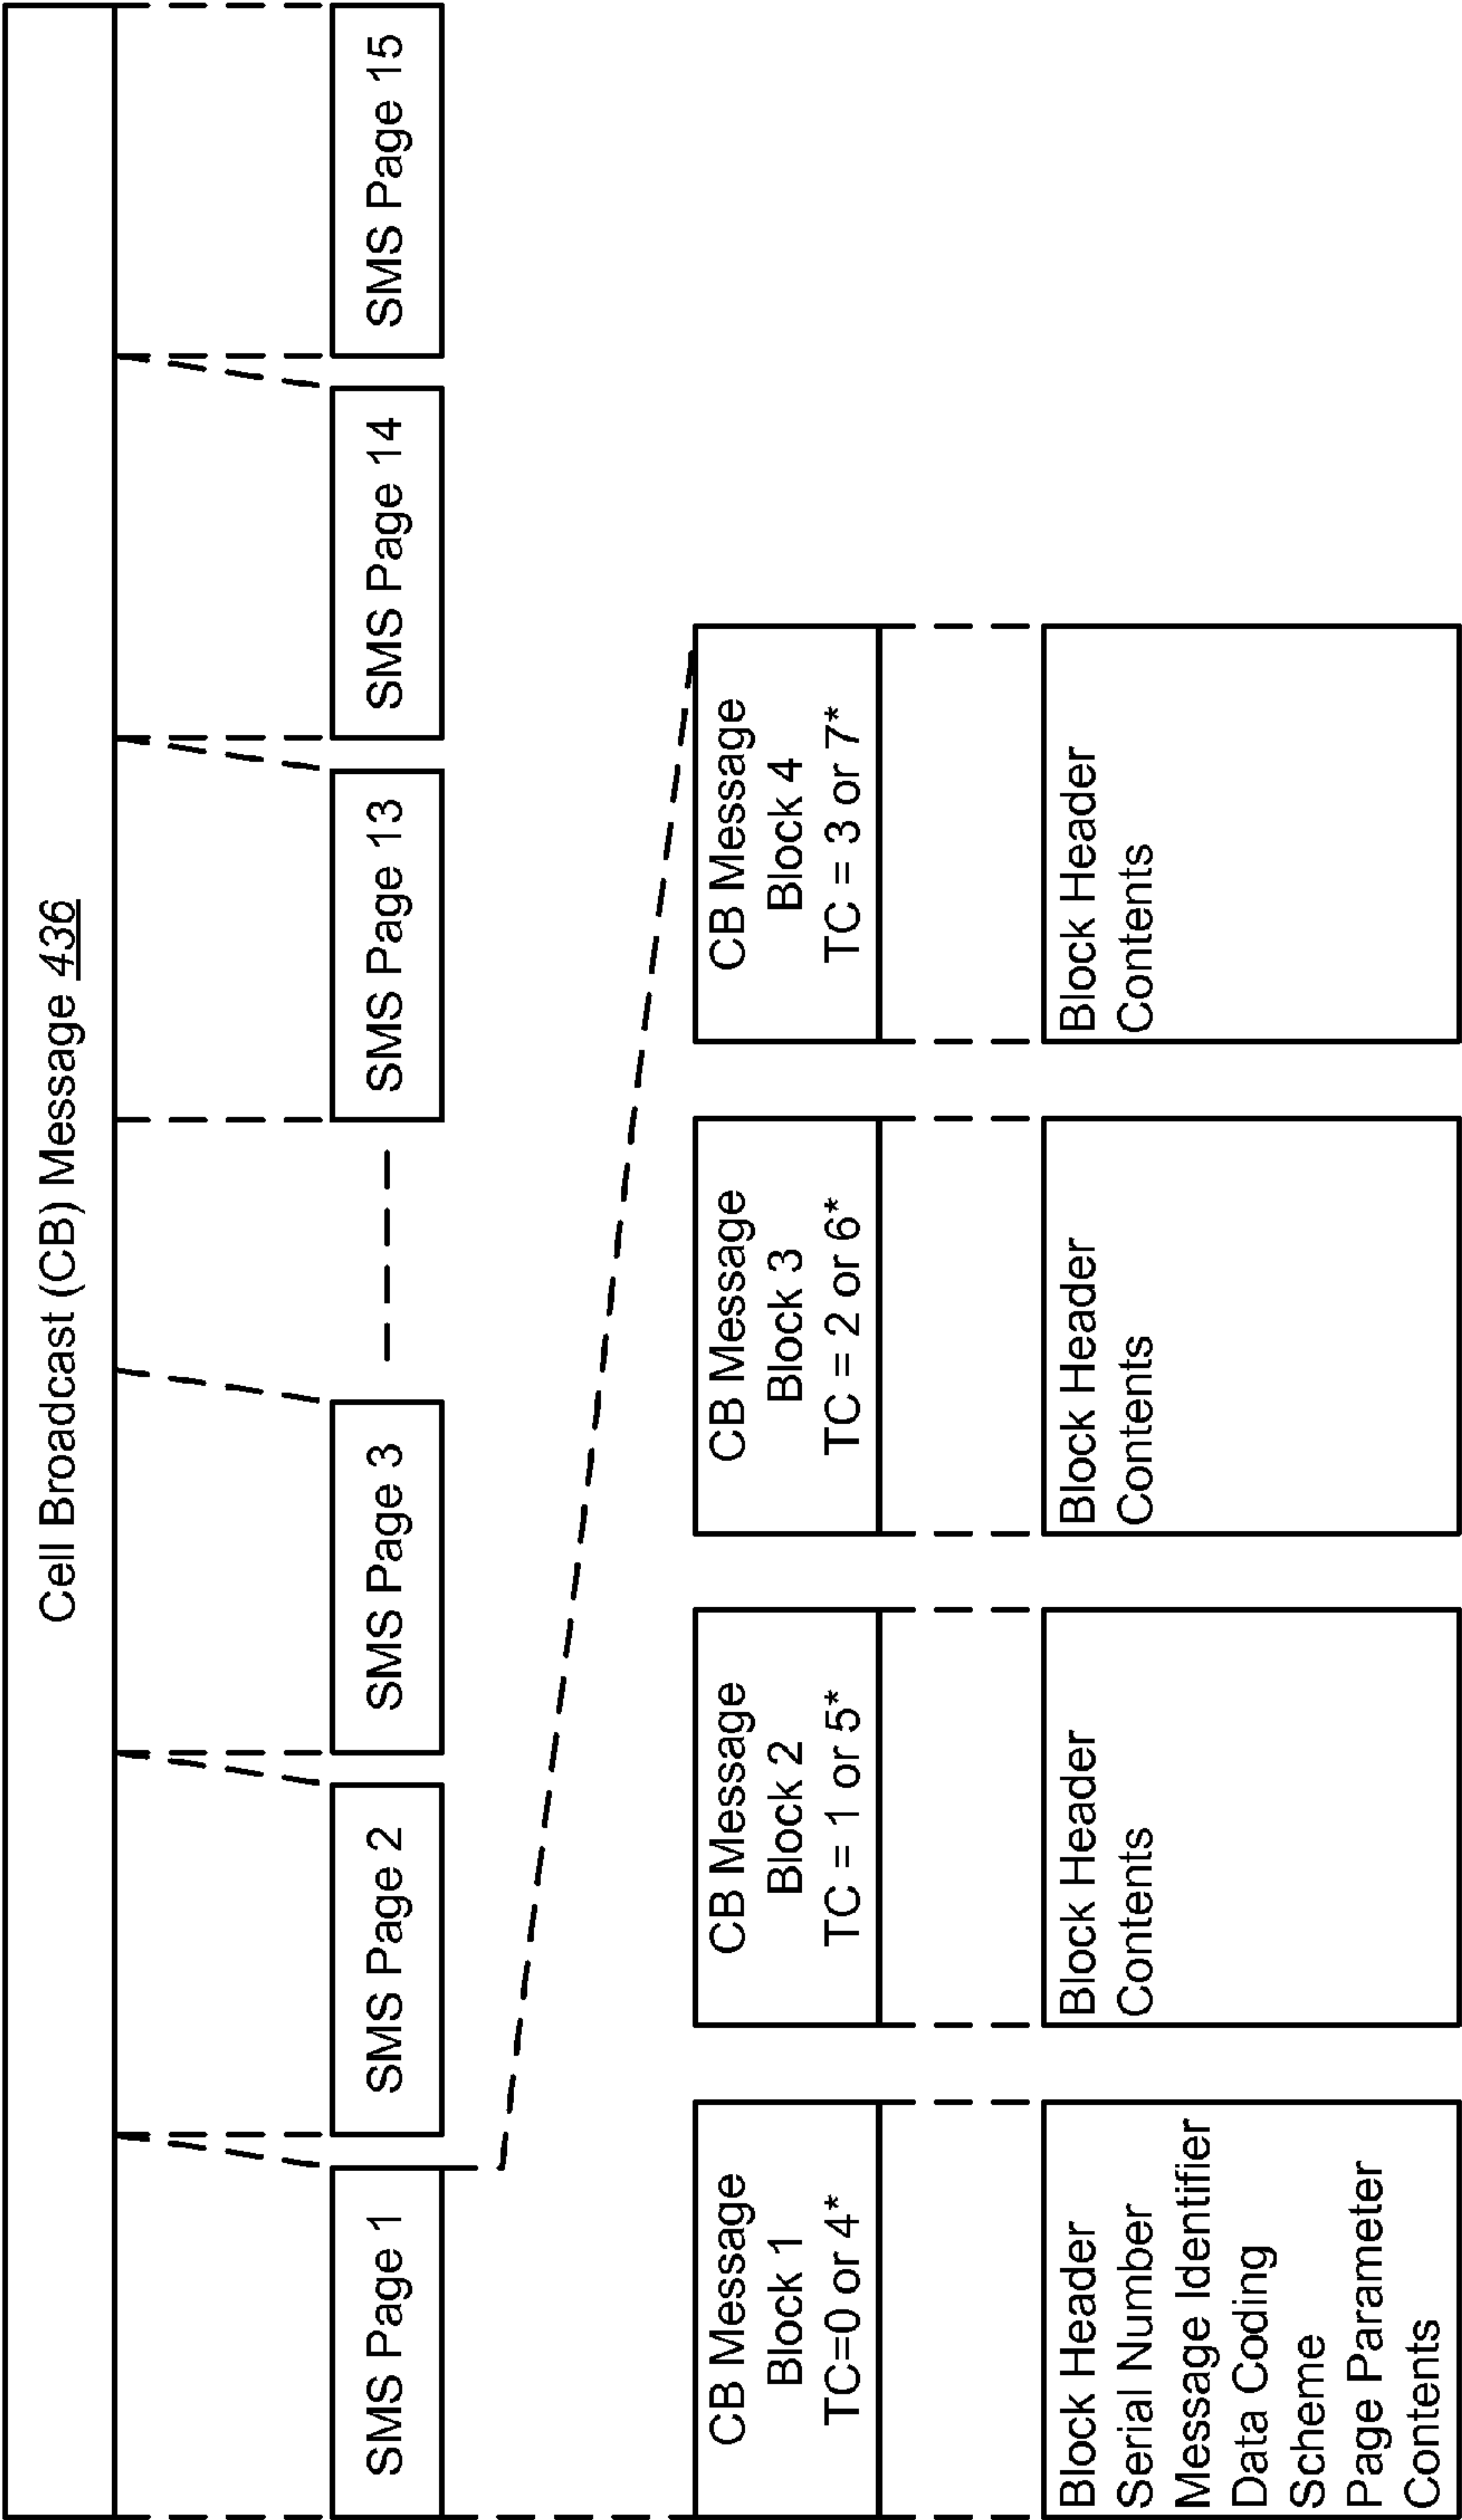 Cell Broadcast (CB) Message 436
SMS Page 1
SMS Page 2
SMS Page 3
SMS Page 13
SMS Page 14
SMS Page 15
CB Message
Block 1
TC=0 or 4*
CB Message
Block 2
TC = 1 or 5*
CB Message
Block 3
TC = 2 or 6*
CB Message
Block 4
TC = 3 or 7*
Block Header
Serial Number
Message Identifier
Data Coding
Scheme
Page Parameter
Contents
Block Header
Contents
Block Header
Contents
Block Header
Contents